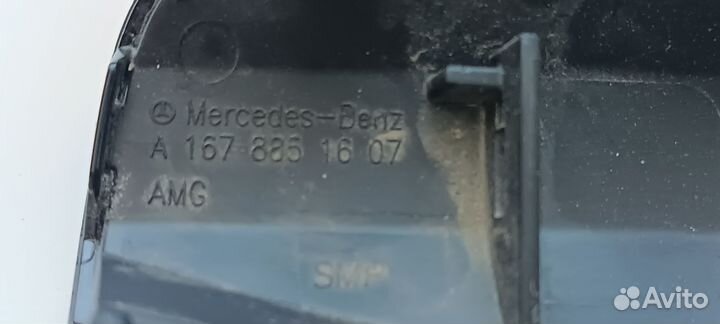 Mercedes-Benz
A 167 885 16 07
AMG
SMP
Avito